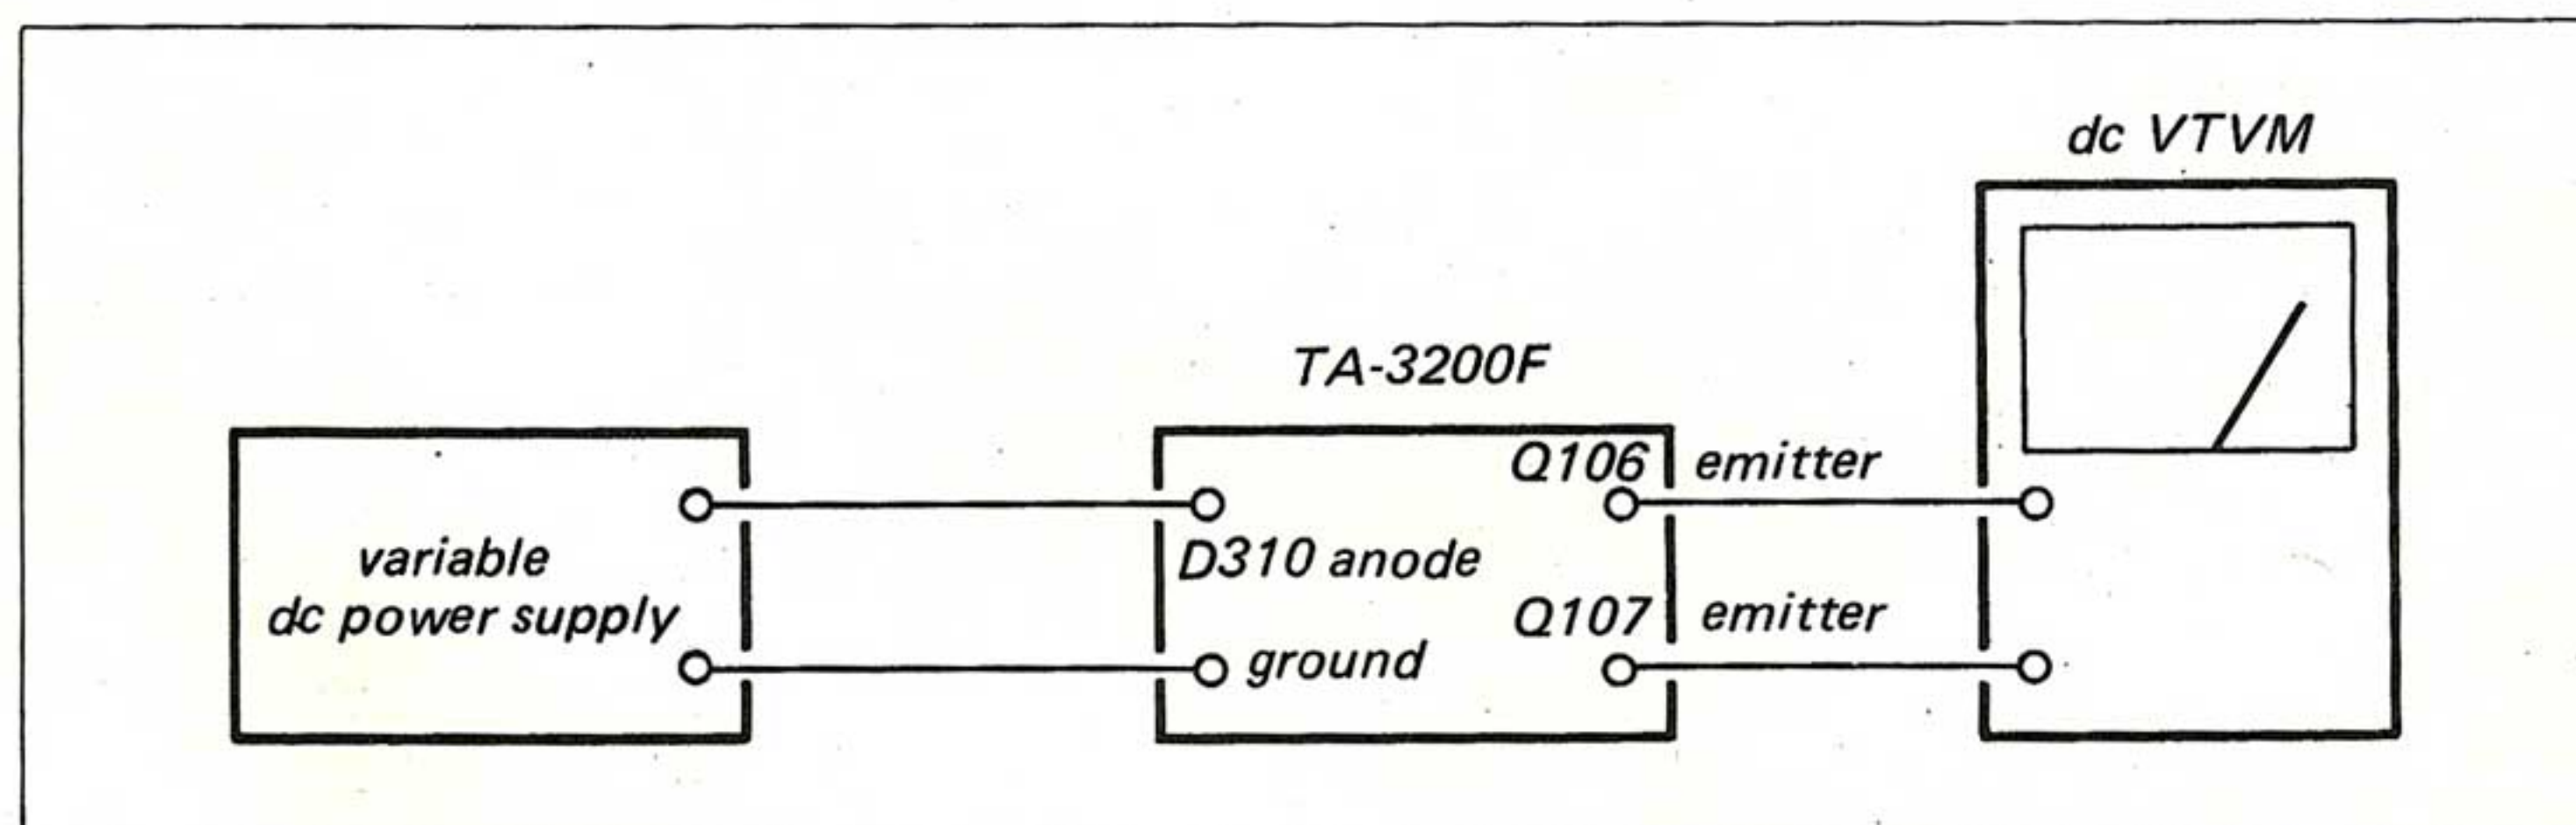 dc VTVM
TA-3200F
Q106 emitter
variable
dc power supply
D310 anode
Q107 emitter
ground